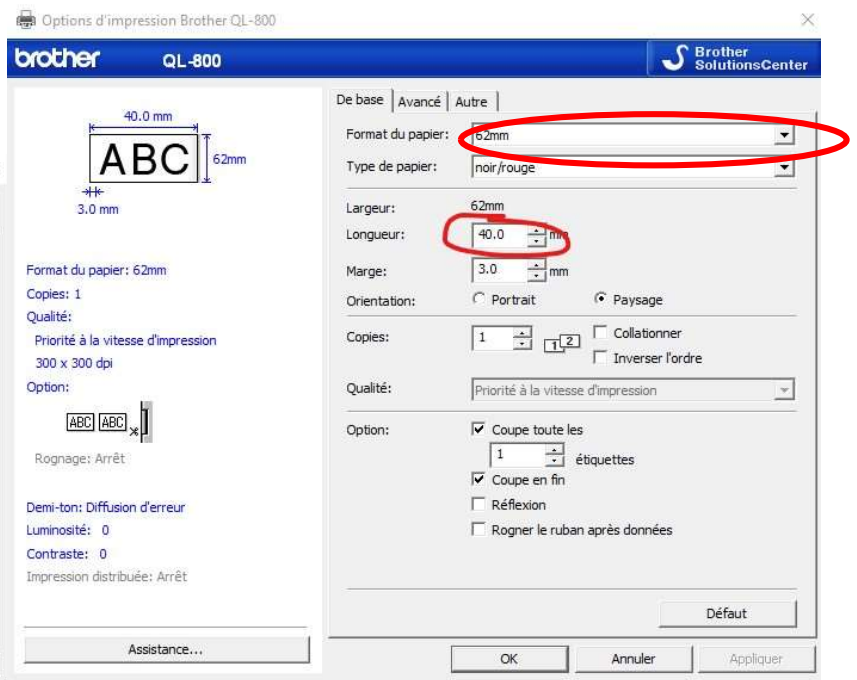 Options d'impression Brother QL-800
brother QL-800 Brother SolutionsCenter
40.0 mm
ABC 62mm
3.0 mm
Format du papier: 62mm
Copies: 1
Qualité:
Priorité à la vitesse d'impression
300 x 300 dpi
Option:
ABC ABC
Rognage: Arrêt
Demi-ton: Diffusion d'erreur
Luminosité: 0
Contraste: 0
Impression distribuée: Arrêt
Assistance...
De base Avancé Autre
Format du papier: 62mm
Type de papier: noir/rouge
Largeur: 62mm
Longueur: 40.0 mm
Marge: 3.0 mm
Orientation: Portrait Paysage
Copies: 1 1 2 Collationner
Inverser l'ordre
Qualité: Priorité à la vitesse d'impression
Option: Coupe toute les
1 étiquettes
Coupe en fin
Réflexion
Rogner le ruban après données
Défaut
OK Annuler Appliquer